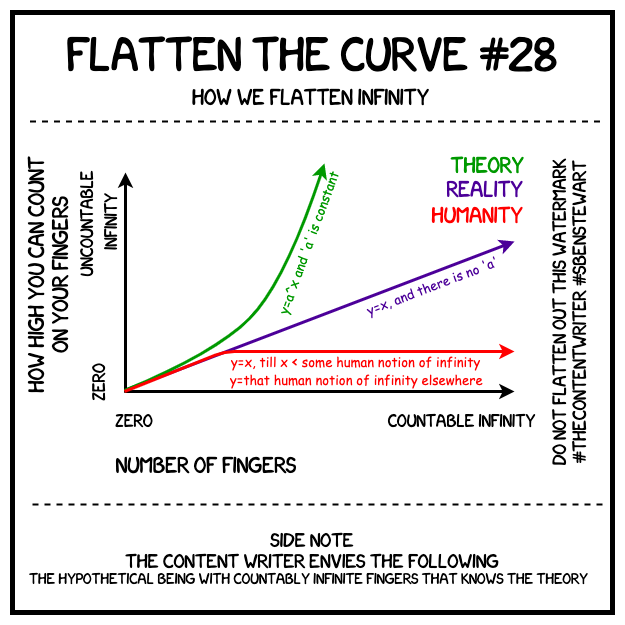 FLATTEN THE CURVE #28
HOW WE FLATTEN INFINITY
HOW HIGH YOU CAN COUNT
ON YOUR FINGERS
UNCOUNTABLE
INFINITY
ZERO
y=a^x and 'a' is constant
THEORY
REALITY
HUMANITY
y=x, and there is no 'a'
y=x, till x < some human notion of infinity
y=that human notion of infinity elsewhere
DO NOT FLATTEN OUT THIS WATERMARK
#THECONTENTWRITER #SBENSTEWART
ZERO
COUNTABLE INFINITY
NUMBER OF FINGERS
SIDE NOTE
THE CONTENT WRITER ENVIES THE FOLLOWING
THE HYPOTHETICAL BEING WITH COUNTABLY INFINITE FINGERS THAT KNOWS THE THEORY